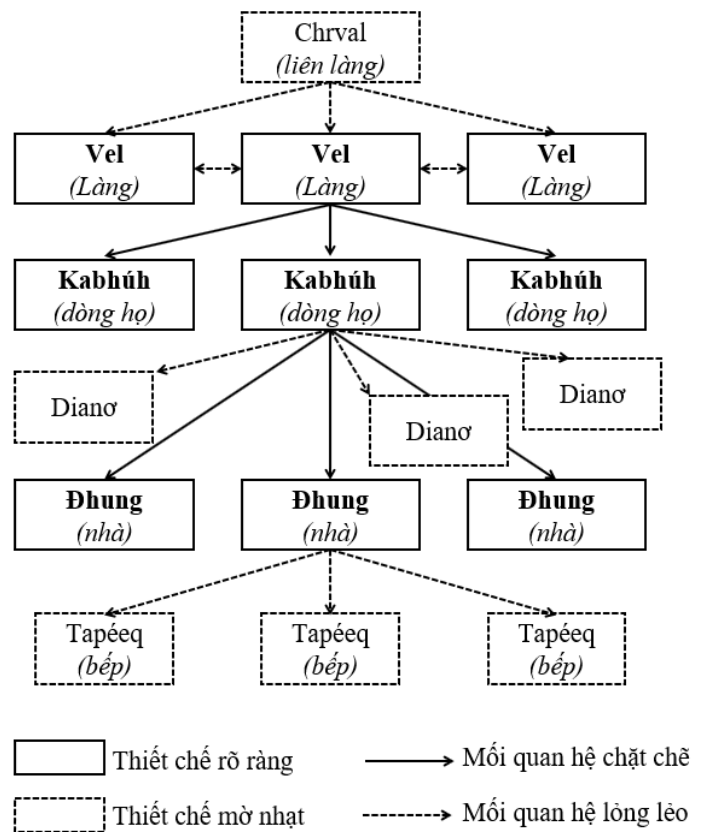 Chrval
(liên làng)
Vel
(Làng)
Vel
(Làng)
Vel
(Làng)
Kabhúh
(dòng họ)
Kabhúh
(dòng họ)
Kabhúh
(dòng họ)
Dianơ
Dianơ
Dianơ
Đhung
(nhà)
Đhung
(nhà)
Đhung
(nhà)
Tapéeq
(bếp)
Tapéeq
(bếp)
Tapéeq
(bếp)
Thiết chế rõ ràng
Mối quan hệ chặt chẽ
Thiết chế mờ nhạt
Mối quan hệ lỏng lẻo